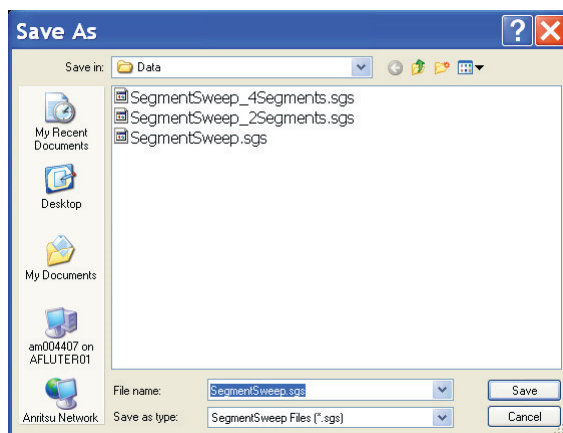 Save As
Save in:
Data
SegmentSweep_4Segments.sgs
SegmentSweep_2Segments.sgs
SegmentSweep.sgs
My Recent
Documents
Desktop
My Documents
am004407 on
AFLUTER01
Anritsu Network
File name:
SegmentSweep.sgs
Save
Save as type:
SegmentSweep Files (*.sgs)
Cancel